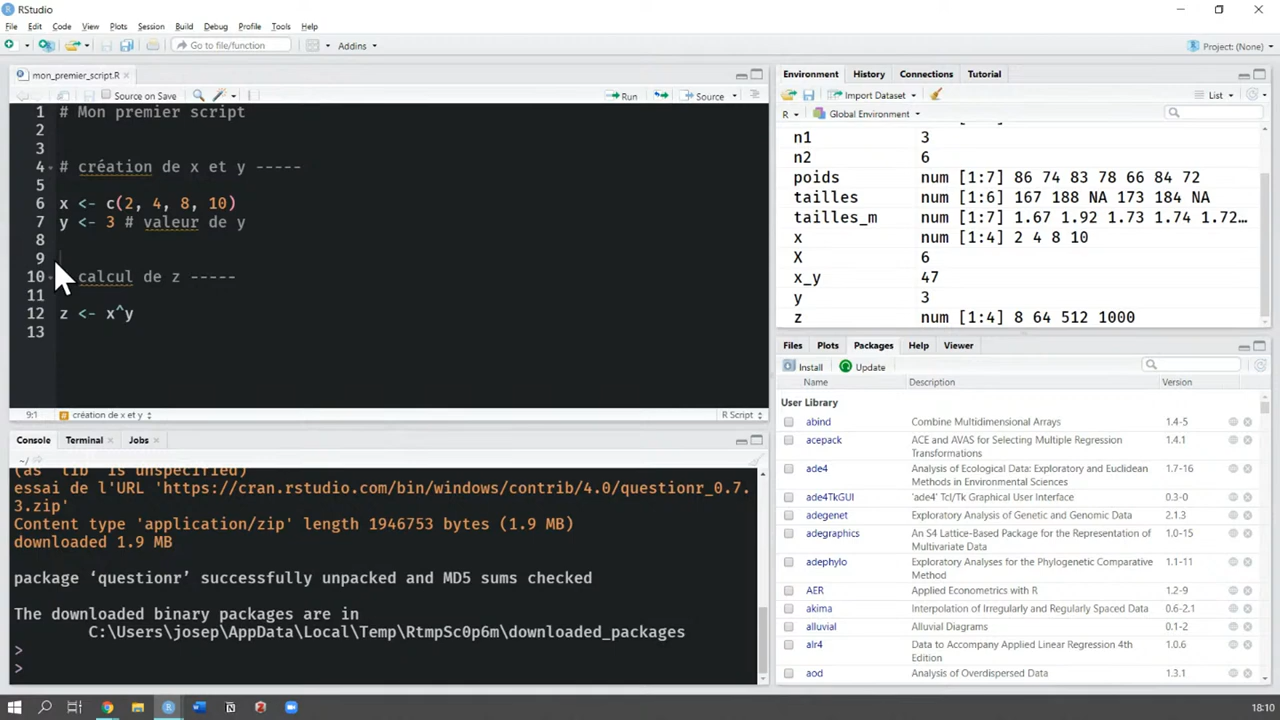 RStudio
File Edit Code View Plots Session Build Debug Profile Tools Help
Go to file/function Addins Project: (None)
mon_premier_script.R
Source on Save Run Source
1 # Mon premier script
2
3
4 # création de x et y -----
5
6 x <- c(2, 4, 8, 10)
7 y <- 3 # valeur de y
8
9
10 calcul de z -----
11
12 z <- x^y
13
9:1 création de x et y R Script
Console Terminal Jobs
~/
(as 'lib' is unspecified)
essai de l'URL 'https://cran.rstudio.com/bin/windows/contrib/4.0/questionr_0.7.
3.zip'
Content type 'application/zip' length 1946753 bytes (1.9 MB)
downloaded 1.9 MB
package ‘questionr’ successfully unpacked and MD5 sums checked
The downloaded binary packages are in
C:\Users\josep\AppData\Local\Temp\RtmpSc0p6m\downloaded_packages
>
>
Environment History Connections Tutorial
Import Dataset List
R Global Environment
n1 3
n2 6
poids num [1:7] 86 74 83 78 66 84 72
tailles num [1:6] 167 188 NA 173 184 NA
tailles_m num [1:7] 1.67 1.92 1.73 1.74 1.72…
x num [1:4] 2 4 8 10
X 6
x_y 47
y 3
z num [1:4] 8 64 512 1000
Files Plots Packages Help Viewer
Install Update
Name Description Version
User Library
abind Combine Multidimensional Arrays 1.4-5
acepack ACE and AVAS for Selecting Multiple Regression 1.4.1
Transformations
ade4 Analysis of Ecological Data: Exploratory and Euclidean 1.7-16
Methods in Environmental Sciences
ade4TkGUI 'ade4' Tcl/Tk Graphical User Interface 0.3-0
adegenet Exploratory Analysis of Genetic and Genomic Data 2.1.3
adegraphics An S4 Lattice-Based Package for the Representation of 1.0-15
Multivariate Data
adephylo Exploratory Analyses for the Phylogenetic Comparative 1.1-11
Method
AER Applied Econometrics with R 1.2-9
akima Interpolation of Irregularly and Regularly Spaced Data 0.6-2.1
alluvial Alluvial Diagrams 0.1-2
alr4 Data to Accompany Applied Linear Regression 4th 1.0.6
Edition
aod Analysis of Overdispersed Data 1.3.1
18:10